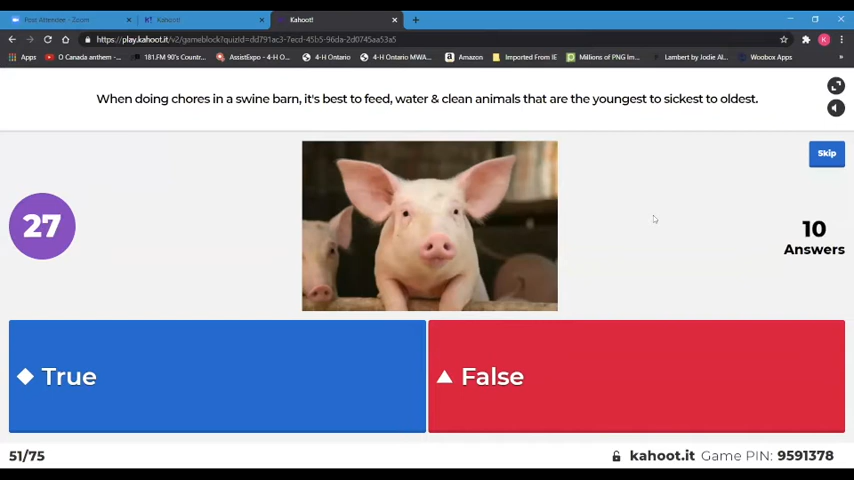 Post Attendee - Zoom
Kahoot!
Kahoot!
https://play.kahoot.it/v2/gameblock?quizId=dd791ac3-7ecd-45b5-96da-2d0745aa53a5
K
Apps
O Canada anthem -...
181.FM 90's Countr...
AssistExpo - 4-H O...
4-H Ontario
4-H Ontario MWA...
Amazon
Imported From IE
Millions of PNG Im...
Lambert by Jodie Al...
Woobox Apps
When doing chores in a swine barn, it's best to feed, water & clean animals that are the youngest to sickest to oldest.
Skip
27
10
Answers
True
False
51/75
kahoot.it Game PIN: 9591378